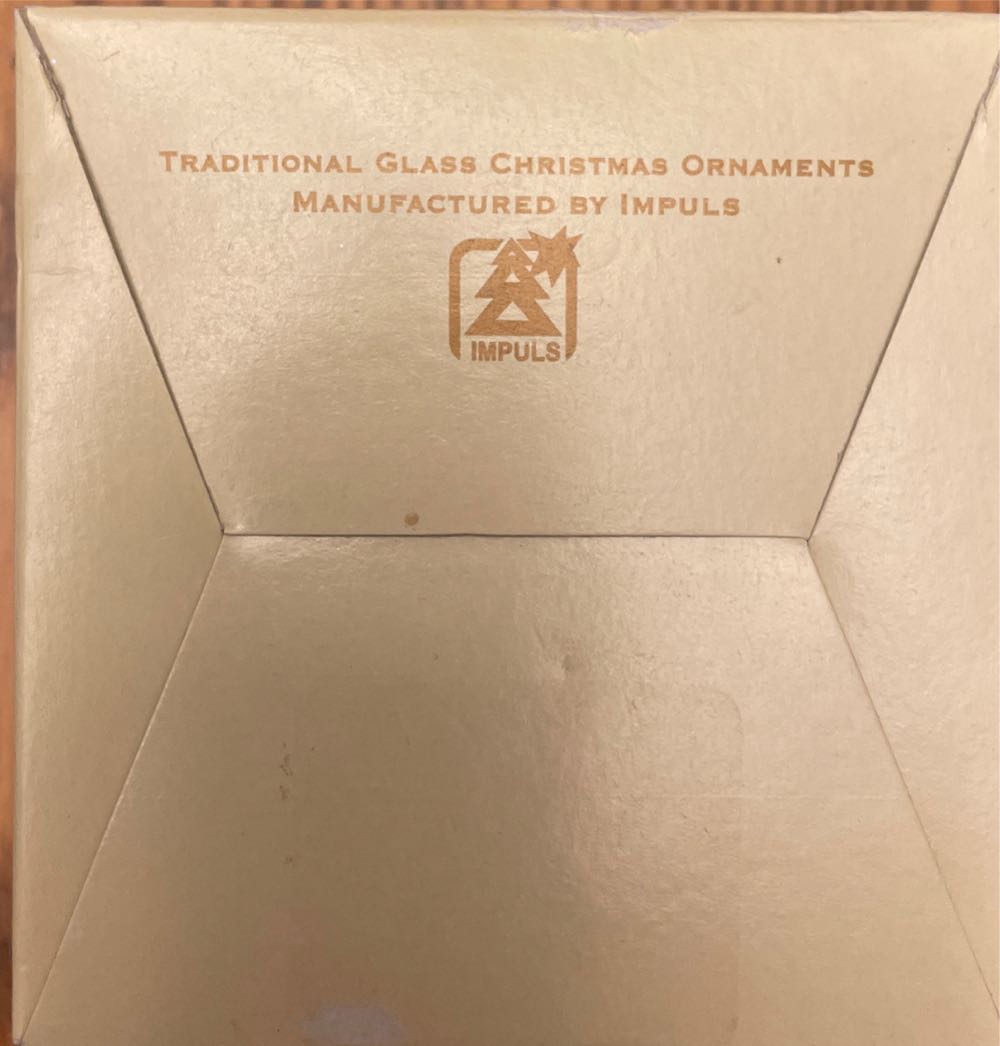 Traditional Glass Christmas Ornaments
Manufactured by Impuls
IMPULS